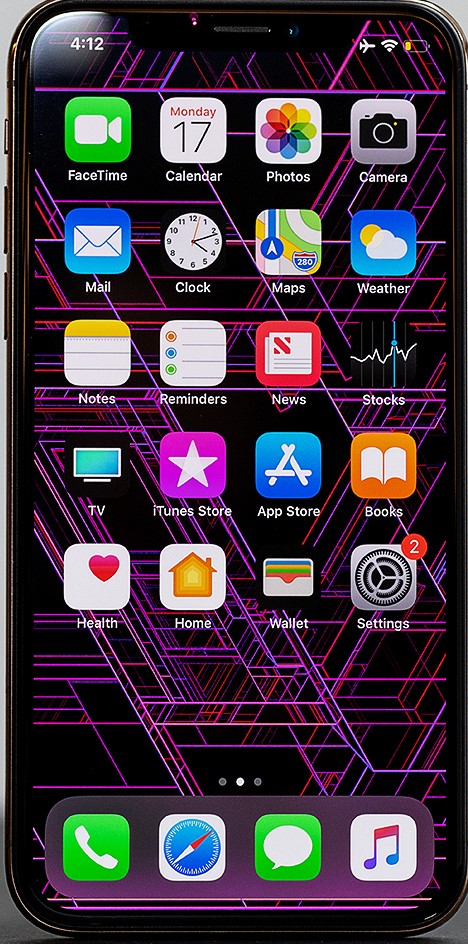 4:12
Monday
17
FaceTime Calendar Photos Camera
280
Mail Clock Maps Weather
Notes Reminders News Stocks
TV iTunes Store App Store Books
2
Health Home Wallet Settings